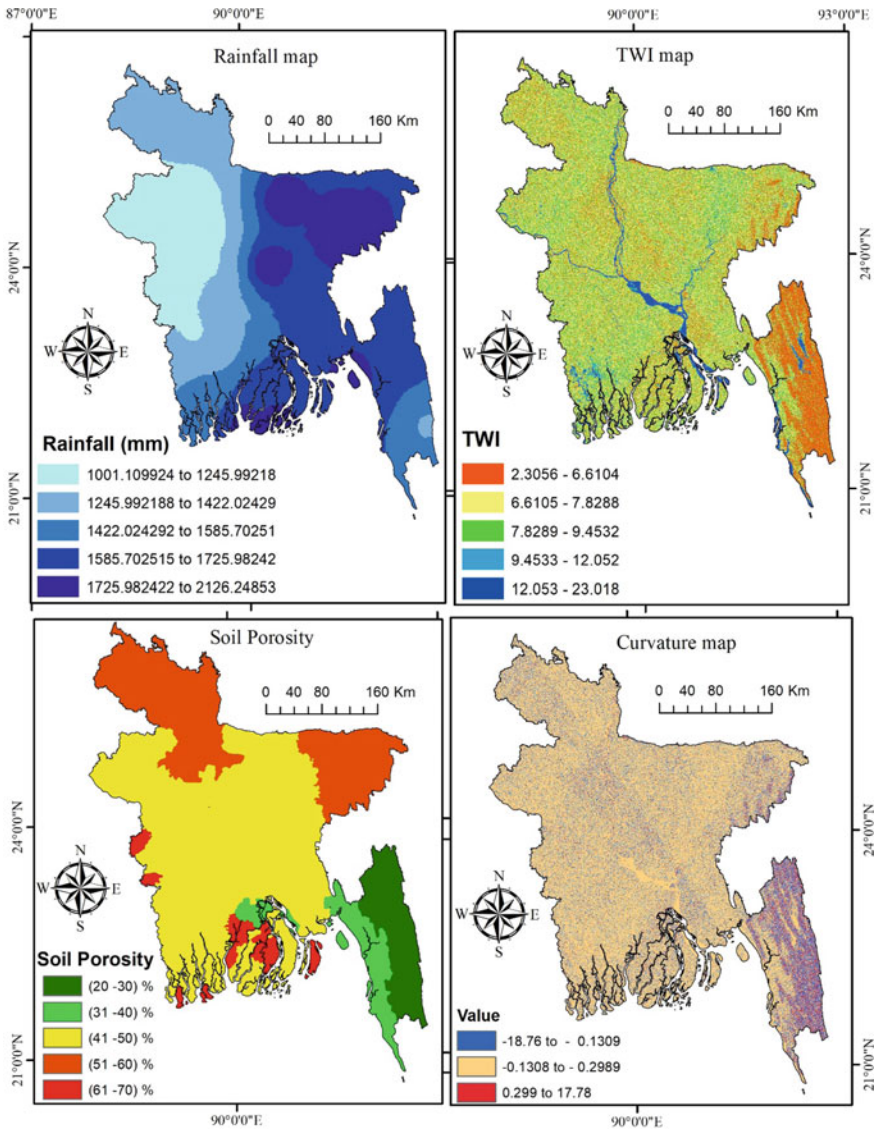 87°0'0"E 90°0'0"E 90°0'0"E 93°0'0"E
Rainfall map
0 40 80 160 Km
24°0'0"N
21°0'0"N
N
W E
S
Rainfall (mm)
1001.109924 to 1245.99218
1245.992188 to 1422.02429
1422.024292 to 1585.70251
1585.702515 to 1725.98242
1725.982422 to 2126.24853
TWI map
0 40 80 160 Km
24°0'0"N
21°0'0"N
N
W E
S
TWI
2.3056 - 6.6104
6.6105 - 7.8288
7.8289 - 9.4532
9.4533 - 12.052
12.053 - 23.018
Soil Porosity
0 40 80 160 Km
24°0'0"N
21°0'0"N
N
W E
S
Soil Porosity
(20 -30) %
(31 -40) %
(41 -50) %
(51 -60) %
(61 -70) %
90°0'0"E
Curvature map
0 40 80 160 Km
24°0'0"N
21°0'0"N
N
W E
S
Value
-18.76 to - 0.1309
-0.1308 to - 0.2989
0.299 to 17.78
90°0'0"E